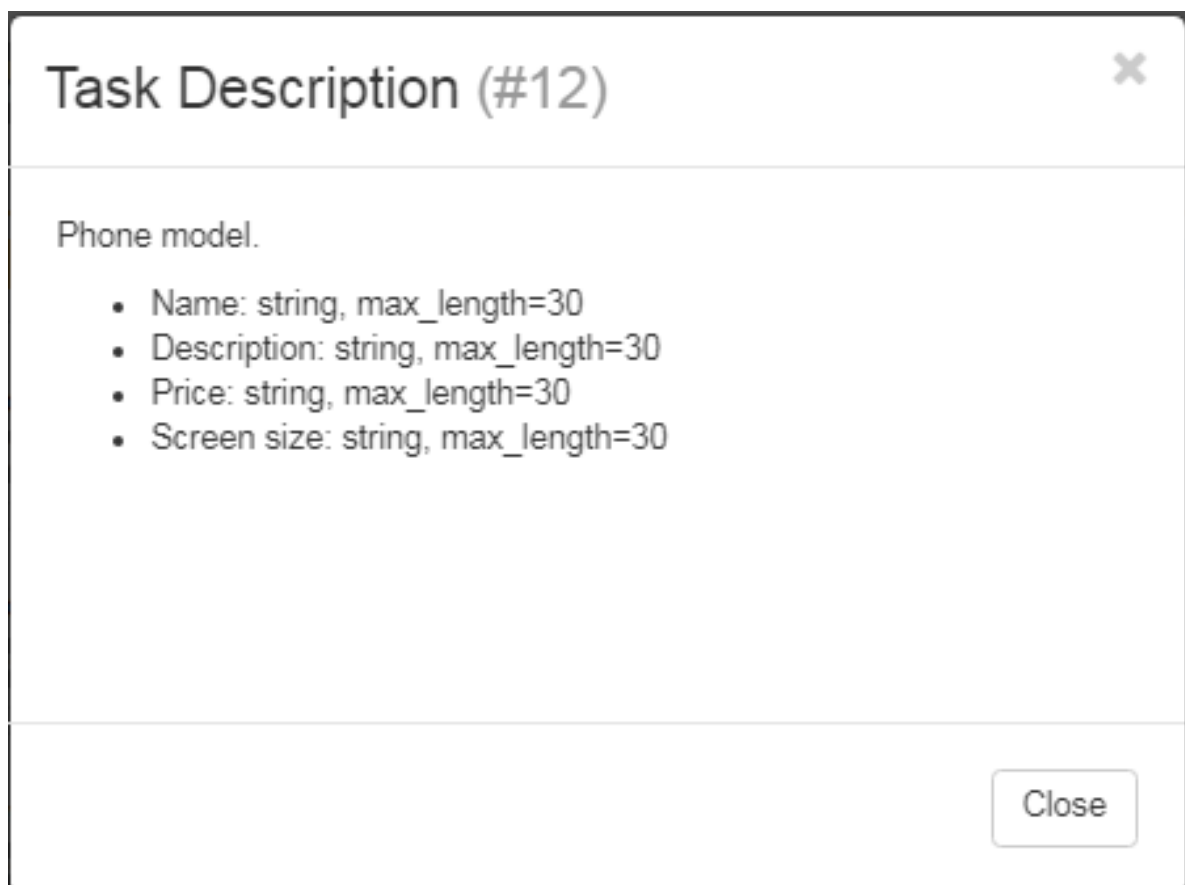 Task Description (#12)
Phone model.
Name: string, max_length=30
Description: string, max_length=30
Price: string, max_length=30
Screen size: string, max_length=30
Close